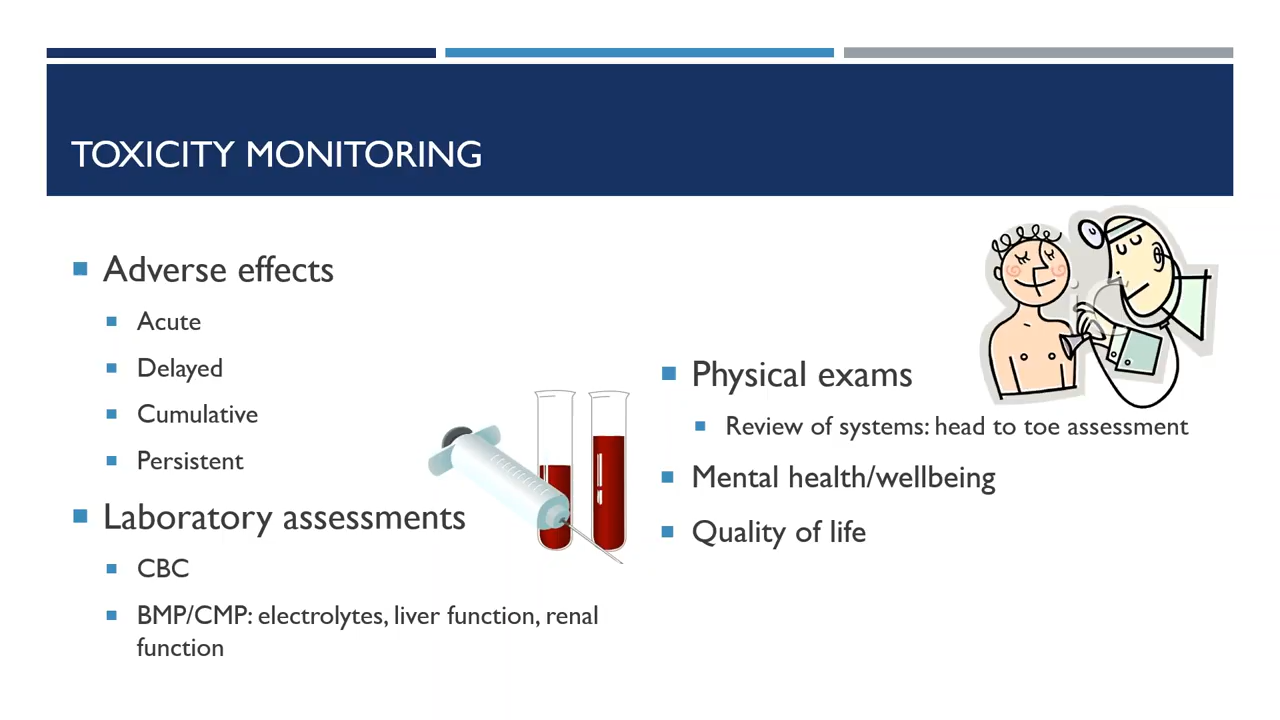 TOXICITY MONITORING
Adverse effects
Acute
Delayed
Cumulative
Persistent
Laboratory assessments
CBC
BMP/CMP: electrolytes, liver function, renal
function
Physical exams
Review of systems: head to toe assessment
Mental health/wellbeing
Quality of life